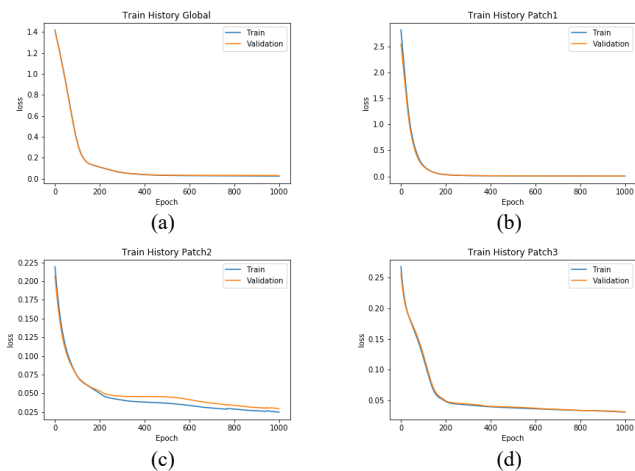 Train History Global
Train
Validation
loss
1.4
1.2
1.0
0.8
0.6
0.4
0.2
0.0
0 200 400 600 800 1000
Epoch
(a)
Train History Patch1
Train
Validation
loss
2.5
2.0
1.5
1.0
0.5
0.0
0 200 400 600 800 1000
Epoch
(b)
Train History Patch2
Train
Validation
loss
0.225
0.200
0.175
0.150
0.125
0.100
0.075
0.050
0.025
0 200 400 600 800 1000
Epoch
(c)
Train History Patch3
Train
Validation
loss
0.25
0.20
0.15
0.10
0.05
0 200 400 600 800 1000
Epoch
(d)